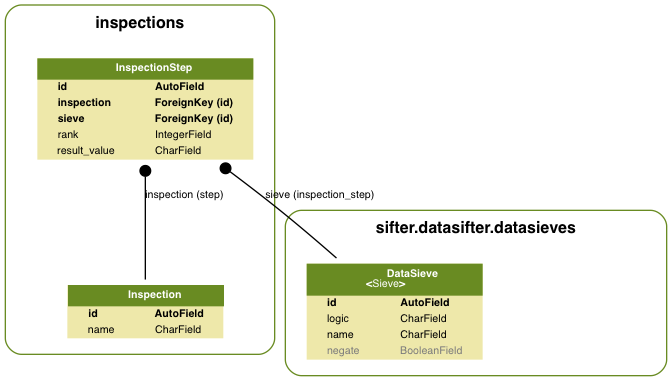 inspections
InspectionStep
id AutoField
inspection ForeignKey (id)
sieve ForeignKey (id)
rank IntegerField
result_value CharField
inspection (step)
sieve (inspection_step)
Inspection
id AutoField
name CharField
sifter.datasifter.datasieves
DataSieve
<Sieve>
id AutoField
logic CharField
name CharField
negate BooleanField